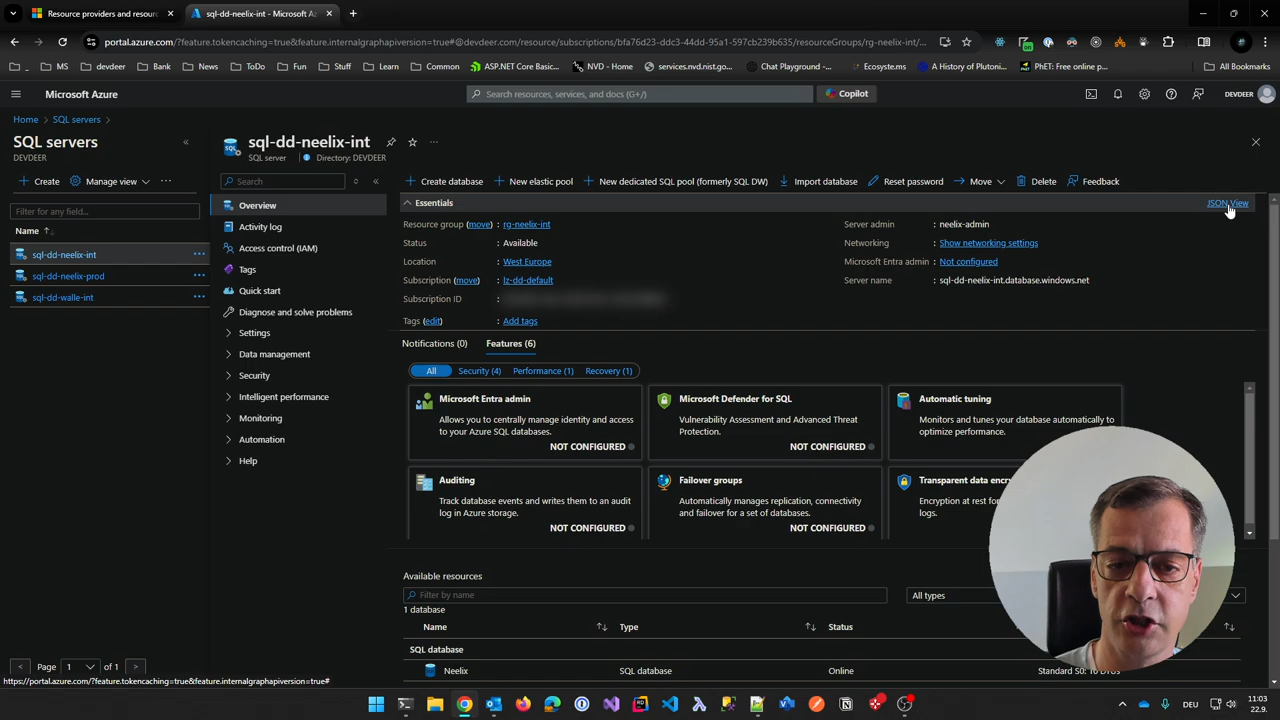 Resource providers and resource
sql-dd-neelix-int - Microsoft Az
portal.azure.com/?feature.tokencaching=true&feature.internalgraphapiversion=true#@devdeer/resource/subscriptions/bfa76d23-ddc3-44dd-95a1-597cb239b635/resourceGroups/rg-neelix-int/...
MS devdeer Bank News ToDo Fun Stuff Learn Common ASP.NET Core Basic... NVD - Home services.nvd.nist.go... Chat Playground -... Ecosyste.ms A History of Plutoni... PhET: Free online p... All Bookmarks
Microsoft Azure
Search resources, services, and docs (G+/)
Copilot
DEVDEER
Home > SQL servers >
SQL servers
DEVDEER
Create
Manage view
Filter for any field...
Name
sql-dd-neelix-int
sql-dd-neelix-prod
sql-dd-walle-int
Page 1 of 1
sql-dd-neelix-int
SQL server
Directory: DEVDEER
Search
Overview
Activity log
Access control (IAM)
Tags
Quick start
Diagnose and solve problems
Settings
Data management
Security
Intelligent performance
Monitoring
Automation
Help
Create database
New elastic pool
New dedicated SQL pool (formerly SQL DW)
Import database
Reset password
Move
Delete
Feedback
Essentials
JSON View
Resource group (move) : rg-neelix-int
Status : Available
Location : West Europe
Subscription (move) : lz-dd-default
Subscription ID :
Tags (edit) : Add tags
Server admin : neelix-admin
Networking : Show networking settings
Microsoft Entra admin : Not configured
Server name : sql-dd-neelix-int.database.windows.net
Notifications (0)
Features (6)
All
Security (4)
Performance (1)
Recovery (1)
Microsoft Entra admin
Allows you to centrally manage identity and access
to your Azure SQL databases.
NOT CONFIGURED
Microsoft Defender for SQL
Vulnerability Assessment and Advanced Threat
Protection.
NOT CONFIGURED
Automatic tuning
Monitors and tunes your database automatically to
optimize performance.
Auditing
Track database events and writes them to an audit
log in Azure storage.
NOT CONFIGURED
Failover groups
Automatically manages replication, connectivity
and failover for a set of databases.
NOT CONFIGURED
Transparent data encr
Encryption at rest fo
logs.
Available resources
Filter by name
All types
1 database
Name
Type
Status
SQL database
Neelix
SQL database
Online
Standard S0: 10 DTUs
https://portal.azure.com/?feature.tokencaching=true&feature.internalgraphapiversion=true#
DEU
11:03
22.9.